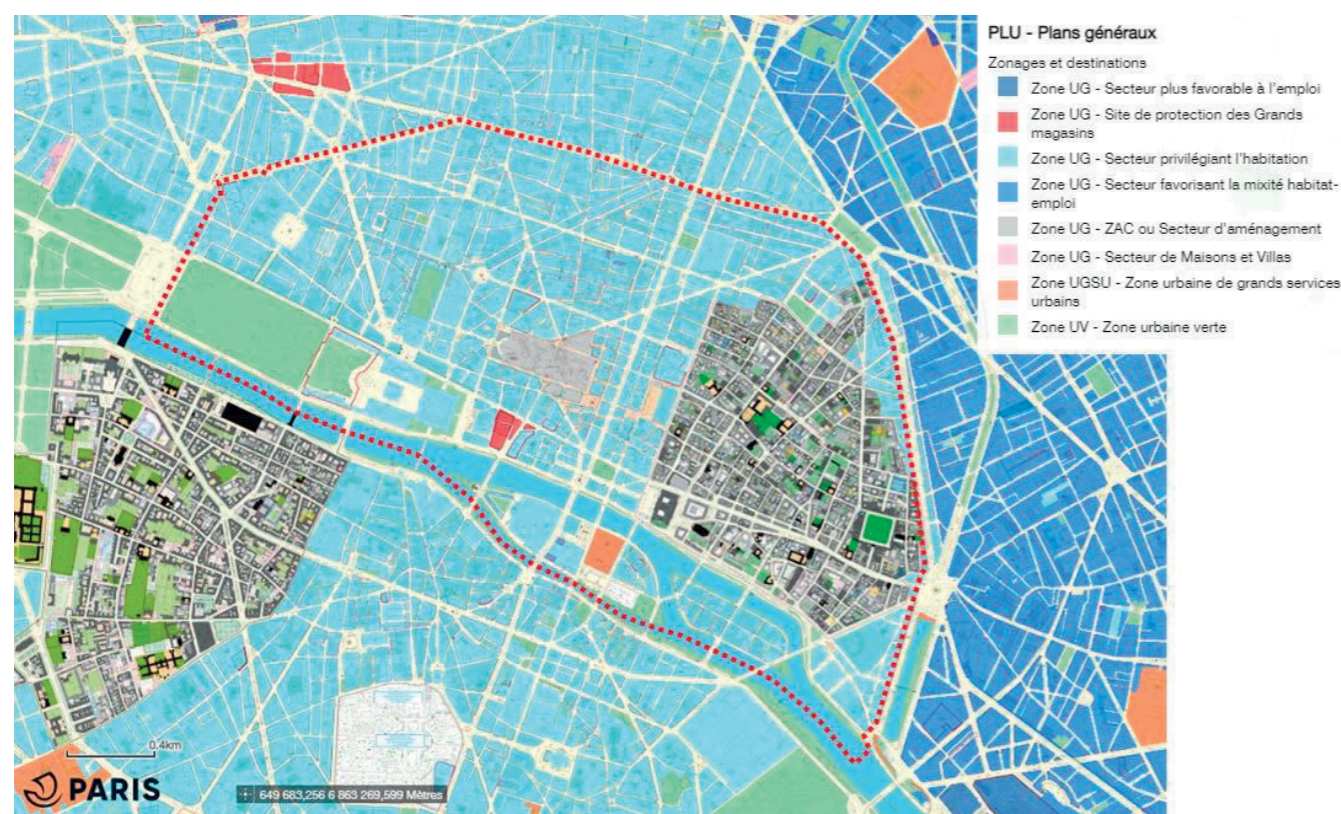 PLU - Plans généraux
Zonages et destinations
Zone UG - Secteur plus favorable à l'emploi
Zone UG - Site de protection des Grands
magasins
Zone UG - Secteur privilégiant l'habitation
Zone UG - Secteur favorisant la mixité habitat-
emploi
Zone UG - ZAC ou Secteur d'aménagement
Zone UG - Secteur de Maisons et Villas
Zone UGSU - Zone urbaine de grands services
urbains
Zone UV - Zone urbaine verte
0.4km
PARIS
649 683,256 6 863 269,599 Mètres